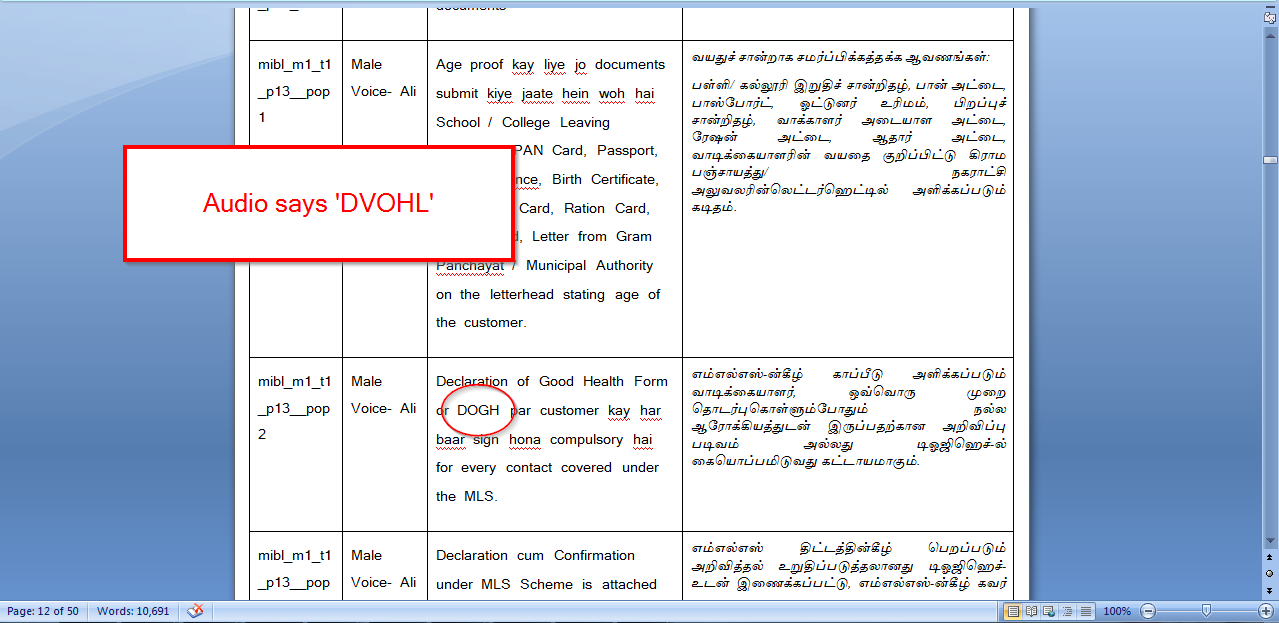 documents
mibl_m1_t1
_p13__pop
1
Male
Voice- Ali
Age proof kay liye jo documents
submit kiye jaate hein woh hai
School / College Leaving
PAN Card, Passport,
Birth Certificate,
Card, Ration Card,
Letter from Gram
Panchayat / Municipal Authority
on the letterhead stating age of
the customer.
வயதுச் சான்றாக சமர்ப்பிக்கத்தக்க ஆவணங்கள்:
பள்ளி/ கல்லூரி இறுதிச் சான்றிதழ், பான் அட்டை,
பாஸ்போர்ட், ஓட்டுனர் உரிமம், பிறப்புச்
சான்றிதழ், வாக்காளர் அடையாள அட்டை,
ரேஷன் அட்டை, ஆதார் அட்டை,
வாடிக்கையாளரின் வயதை குறிப்பிட்டு கிராம
பஞ்சாயத்து/ நகராட்சி
அலுவலரின்லெட்டர்ஹெட்டில் அளிக்கப்படும்
கடிதம்.
Audio says 'DVOHL'
mibl_m1_t1
_p13__pop
2
Male
Voice- Ali
Declaration of Good Health Form
or DOGH par customer kay har
baar sign hona compulsory hai
for every contact covered under
the MLS.
எம்எல்எஸ்-ன்கீழ் காப்பீடு அளிக்கப்படும்
வாடிக்கையாளர், ஒவ்வொரு முறை
தொடர்புகொள்ளும்போதும் நல்ல
ஆரோக்கியத்துடன் இருப்பதற்கான அறிவிப்பு
படிவம் அல்லது டிஓஜிஹெச்-ல்
கையொப்பமிடுவது கட்டாயமாகும்.
mibl_m1_t1
_p13__pop
Male
Voice- Ali
Declaration cum Confirmation
under MLS Scheme is attached
எம்எல்எஸ் திட்டத்தின்கீழ் பெறப்படும்
அறிவித்தல் உறுதிப்படுத்தலானது டிஓஜிஹெச்-
உடன் இணைக்கப்பட்டு, எம்எல்எஸ்-ன்கீழ் கவர்
Page: 12 of 50 Words: 10,691 100%